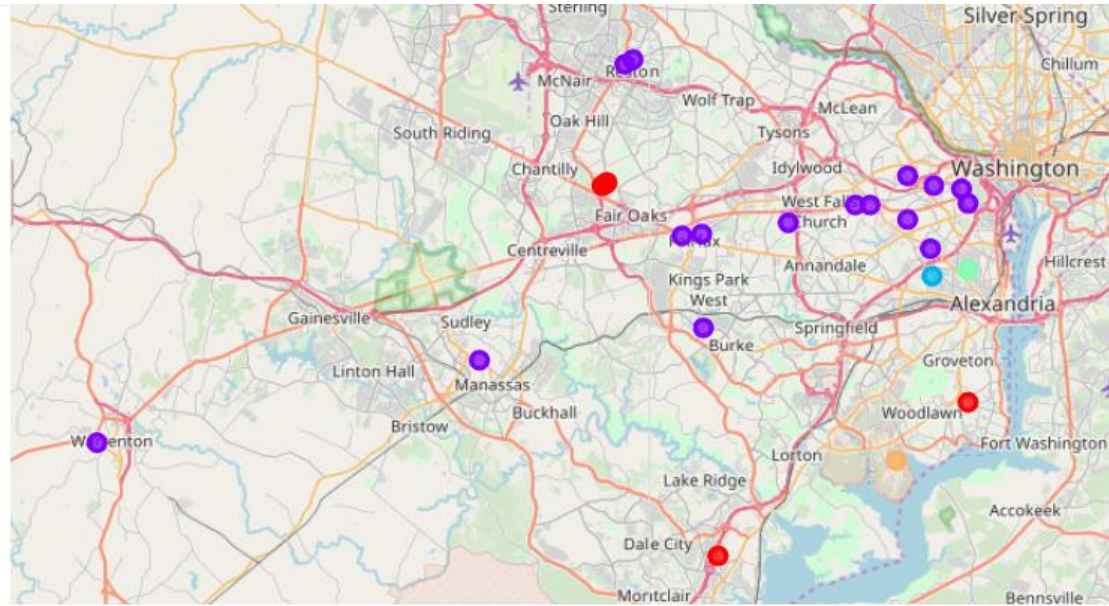 Sterling
Silver Spring
McNair
Chillum
Wolf Trap
McLean
South Riding
Oak Hill
Tysons
Chantilly
Idylwood
Washington
Fair Oaks
Church
Centreville
Annandale
Hillcrest
Kings Park
West
Alexandria
Gainesville
Sudley
Springfield
Burke
Linton Hall
Manassas
Groveton
Buckhall
Woodlawn
Bristow
Fort Washington
Lorton
Lake Ridge
Accokeek
Dale City
Montclair
Bennsville